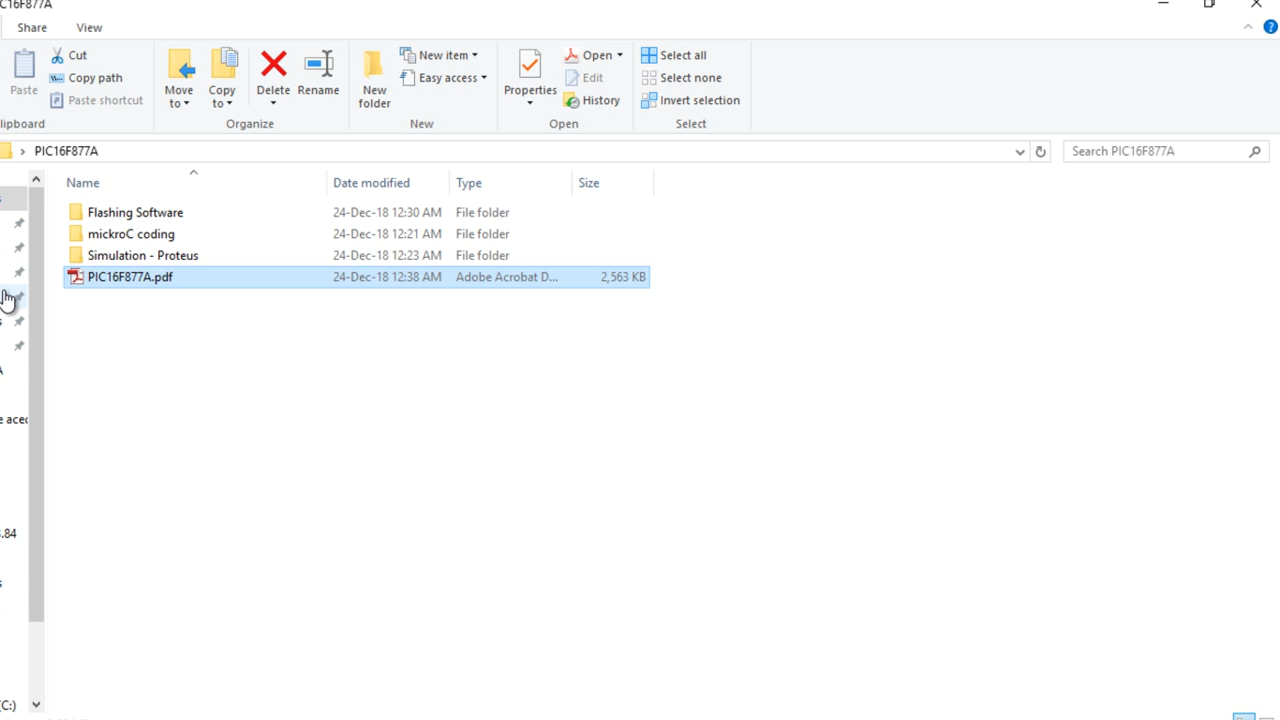 C16F877A
Share View
Paste
Cut
Copy path
Paste shortcut
lipboard
Move to
Copy to
Delete
Rename
Organize
New folder
New item
Easy access
New
Properties
Open
Edit
History
Open
Select all
Select none
Invert selection
Select
PIC16F877A
Search PIC16F877A
Name Date modified Type Size
Flashing Software 24-Dec-18 12:30 AM File folder
mickroC coding 24-Dec-18 12:21 AM File folder
Simulation - Proteus 24-Dec-18 12:23 AM File folder
PIC16F877A.pdf 24-Dec-18 12:38 AM Adobe Acrobat D... 2,563 KB
.84
(C:)